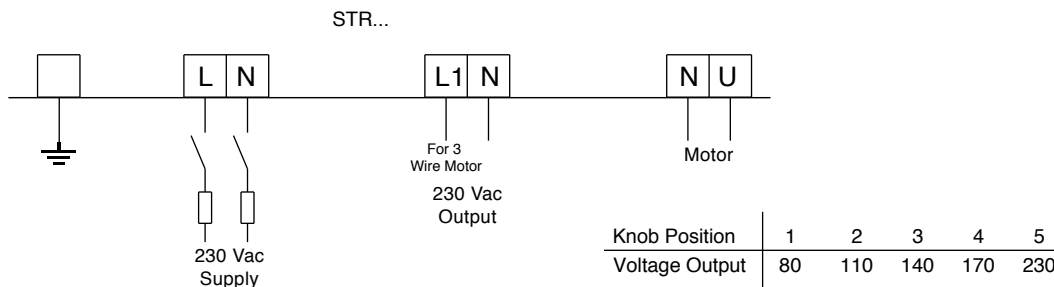 STR...
L N L1 N N U
For 3
Wire Motor
Motor
230 Vac
Output
230 Vac
Supply
Knob Position 1 2 3 4 5
Voltage Output 80 110 140 170 230